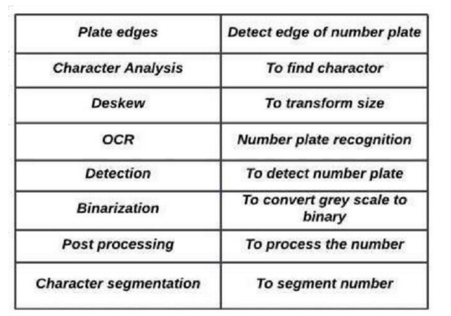 Plate edges Detect edge of number plate
Character Analysis To find charactor
Deskew To transform size
OCR Number plate recognition
Detection To detect number plate
Binarization To convert grey scale to
binary
Post processing To process the number
Character segmentation To segment number